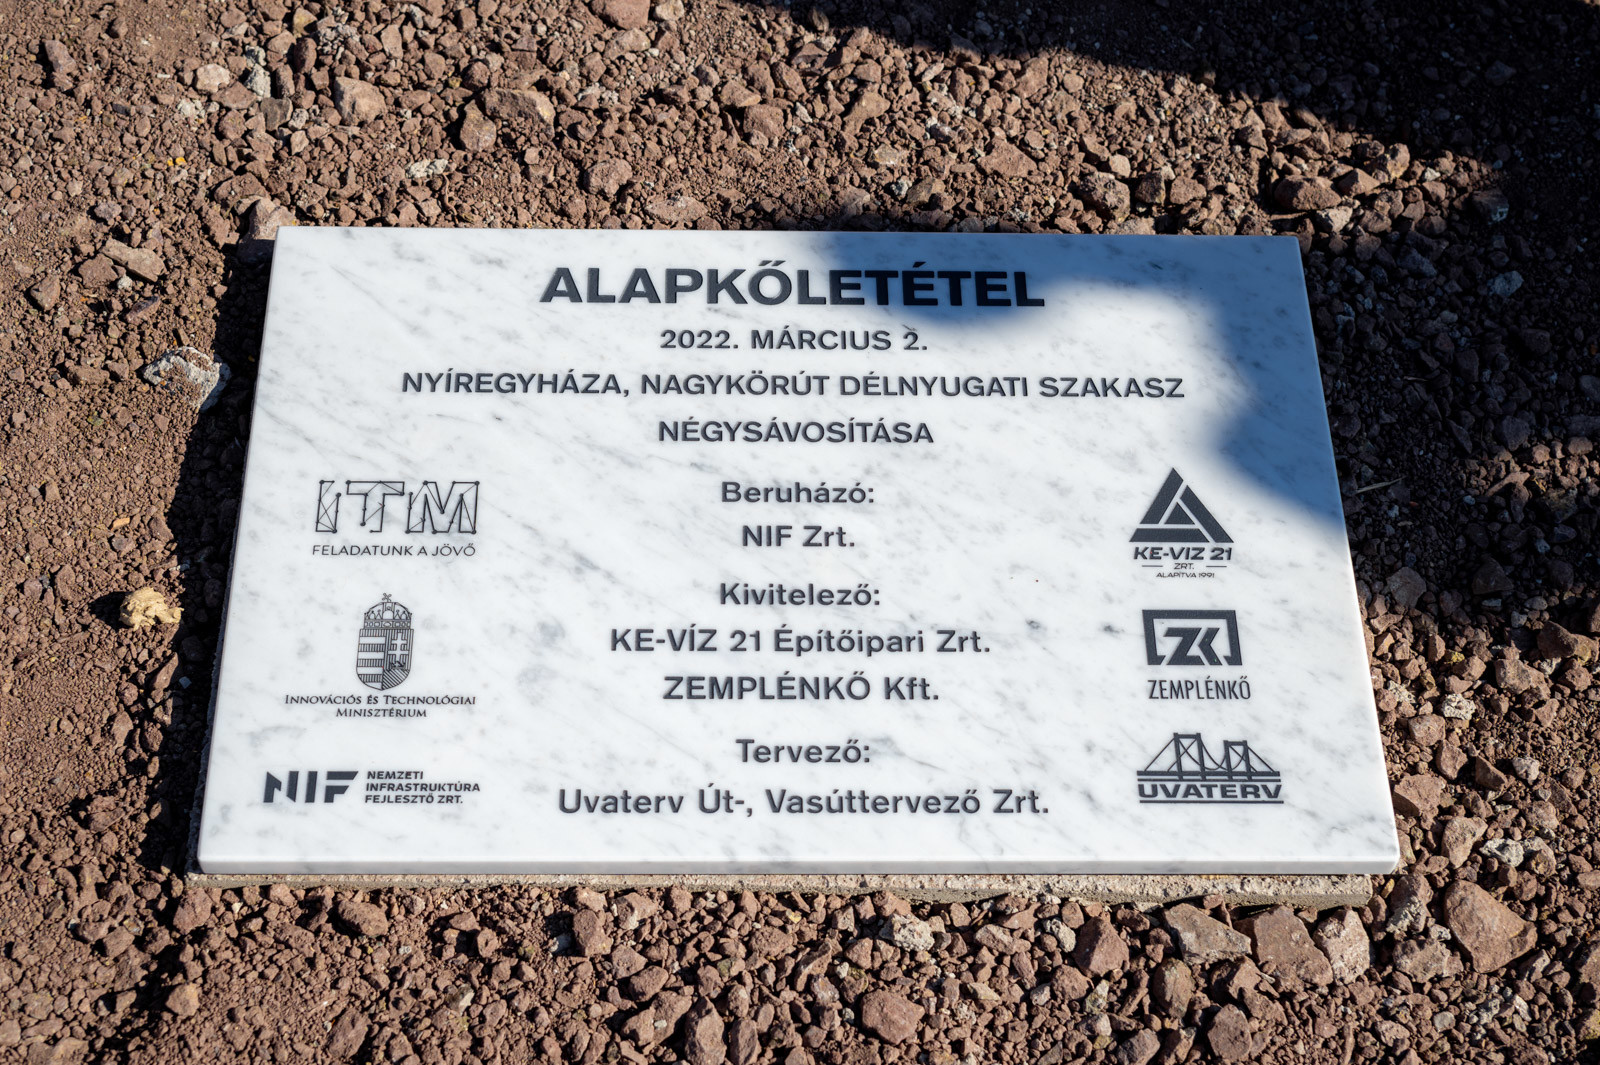 ALAPKŐLETÉTEL
2022. MÁRCIUS 2.
NYÍREGYHÁZA, NAGYKÖRÚT DÉLNYUGATI SZAKASZ
NÉGYSÁVOSÍTÁSA
Beruházó:
NIF Zrt.
Kivitelező:
KE-VÍZ 21 Építőipari Zrt.
ZEMPLÉNKŐ Kft.
Tervező:
Uvaterv Út-, Vasúttervező Zrt.
ITM
FELADATUNK A JÖVŐ
INNOVÁCIÓS ÉS TECHNOLÓGIAI
MINISZTÉRIUM
NIF
NEMZETI
INFRASTRUKTÚRA
FEJLESZTŐ ZRT.
KE-VIZ 21
ZRT.
ALAPÍTVA 1991
ZK
ZEMPLÉNKŐ
UVATERV